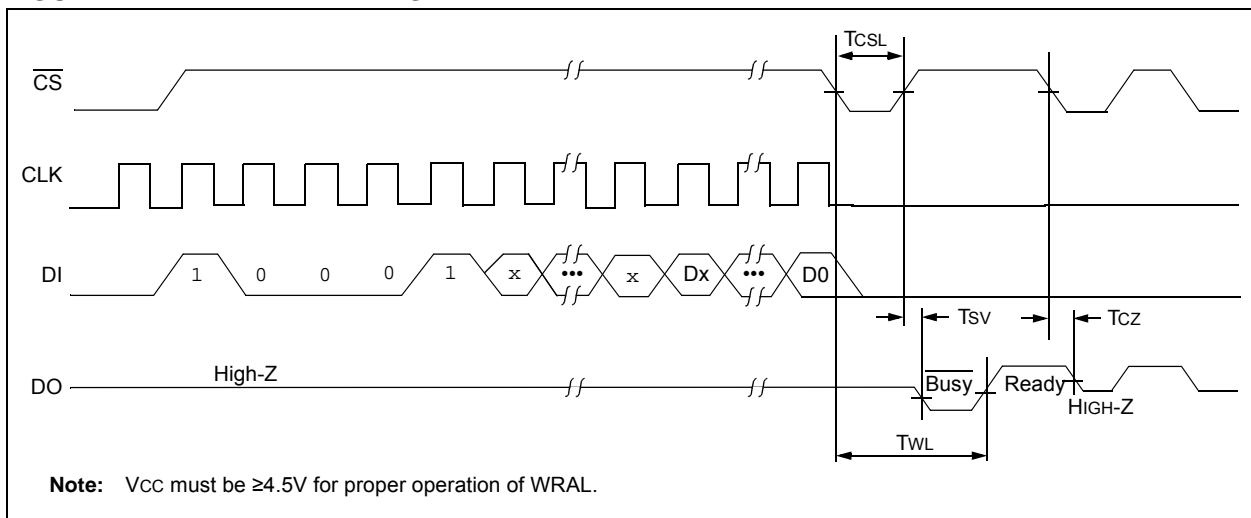 TCSL
CS
CLK
DI 1 0 0 0 1 x ••• x Dx ••• D0
TSV TCZ
DO High-Z Busy Ready HIGH-Z
TWL
Note: VCC must be ≥4.5V for proper operation of WRAL.